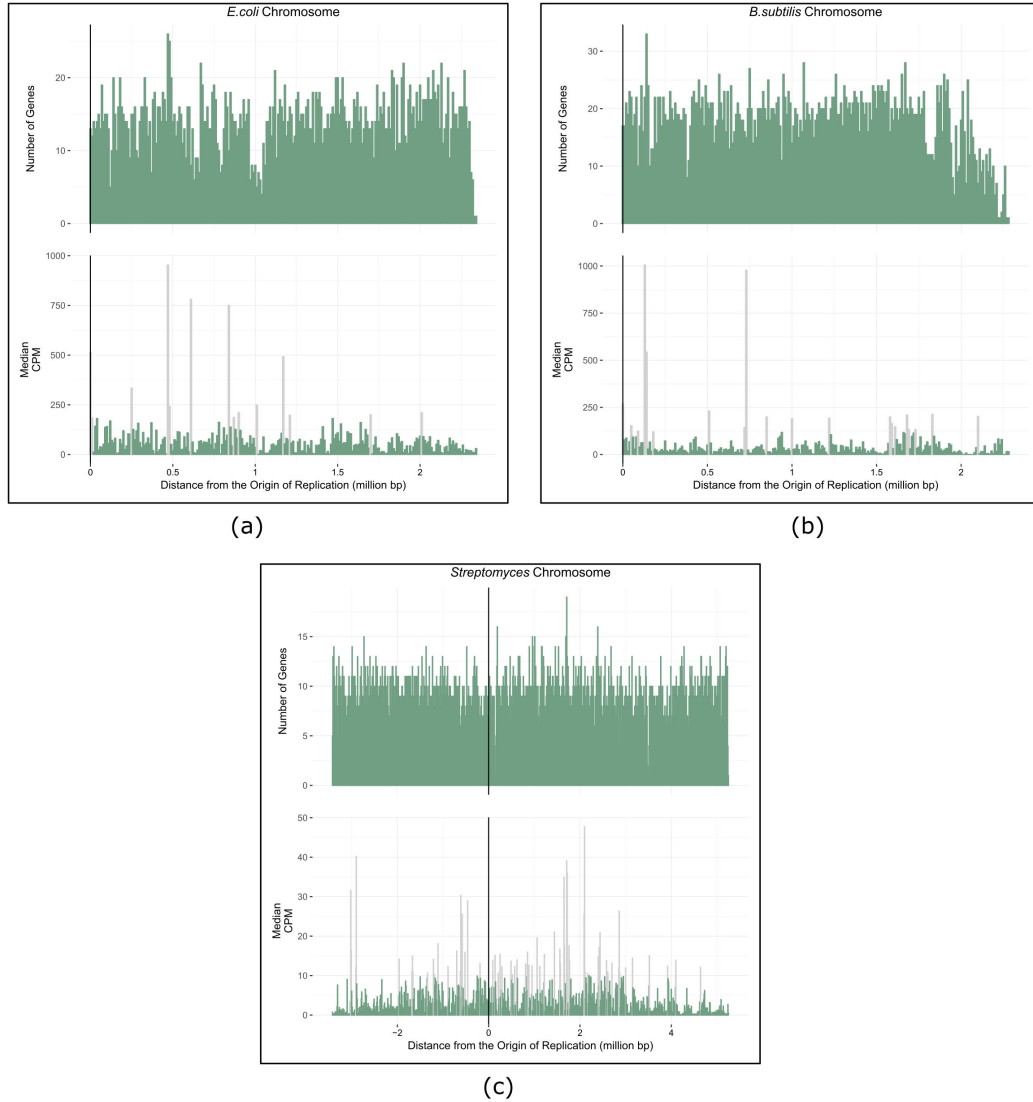 E.coli Chromosome
Number of Genes
20
10
0
Median
CPM
1000
750
500
250
0
0
0.5
1
1.5
2
Distance from the Origin of Replication (million bp)
(a)
B.subtilis Chromosome
Number of Genes
30
20
10
0
Median
CPM
1000
750
500
250
0
0
0.5
1
1.5
2
Distance from the Origin of Replication (million bp)
(b)
Streptomyces Chromosome
Number of Genes
15
10
5
0
Median
CPM
50
40
30
20
10
0
−2
0
2
4
Distance from the Origin of Replication (million bp)
(c)